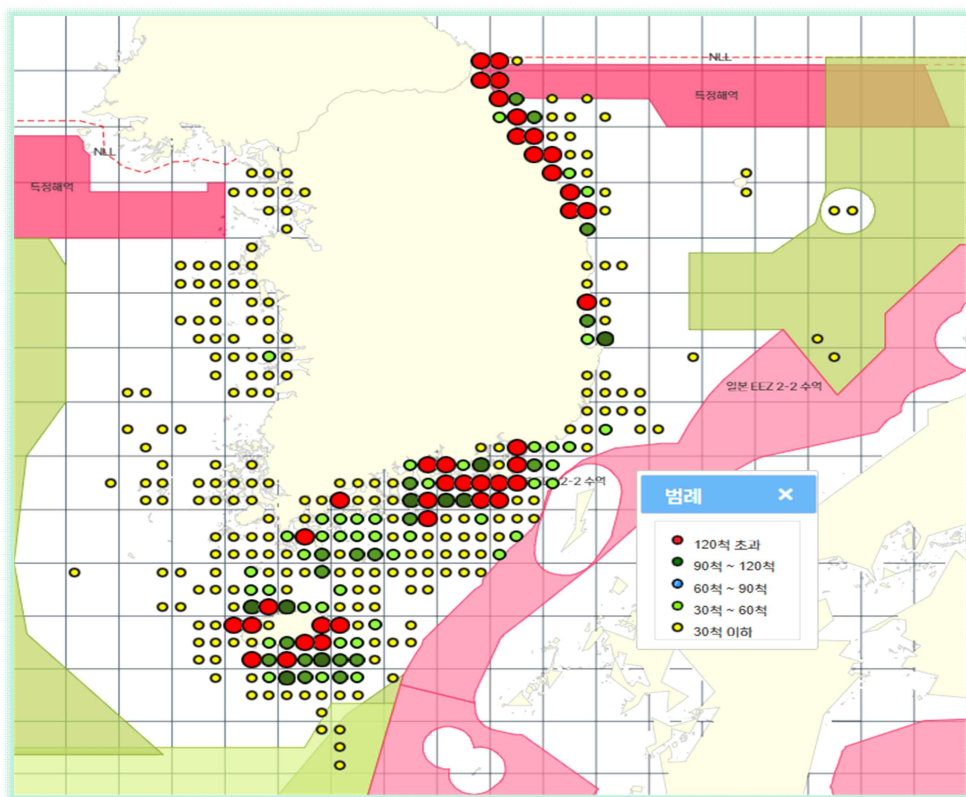 NLL
특정해역
NLL
특정해역
일본 EEZ 2-2 수역
2-2 수역
범례 ×
120척 초과
90척 ~ 120척
60척 ~ 90척
30척 ~ 60척
30척 이하